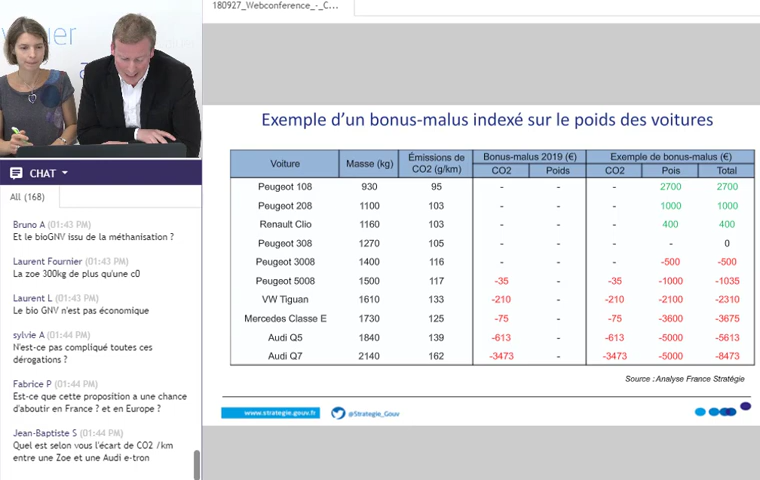 180927_Webconference_-_C...
uer
CHAT
All (168)
Bruno A (01:43 PM)
Et le bioGNV issu de la méthanisation ?
Laurent Fournier (01:43 PM)
La zoe 300kg de plus qu'une c0
Laurent L (01:43 PM)
Le bio GNV n'est pas économique
sylvie A (01:44 PM)
N'est-ce pas compliqué toutes ces
dérogations ?
Fabrice P (01:44 PM)
Est-ce que cette proposition a une chance
d'aboutir en France ? et en Europe ?
Jean-Baptiste S (01:44 PM)
Quel est selon vous l'écart de CO2 /km
entre une Zoe et une Audi e-tron
Exemple d'un bonus-malus indexé sur le poids des voitures
Voiture Masse (kg) Émissions de CO2 (g/km) Bonus-malus 2019 (€) Exemple de bonus-malus (€)
CO2 Poids CO2 Pois Total
Peugeot 108 930 95 - - - 2700 2700
Peugeot 208 1100 103 - - - 1000 1000
Renault Clio 1160 103 - - - 400 400
Peugeot 308 1270 105 - - - - 0
Peugeot 3008 1400 116 - - - -500 -500
Peugeot 5008 1500 117 -35 - -35 -1000 -1035
VW Tiguan 1610 133 -210 - -210 -2100 -2310
Mercedes Classe E 1730 125 -75 - -75 -3600 -3675
Audi Q5 1840 139 -613 - -613 -5000 -5613
Audi Q7 2140 162 -3473 - -3473 -5000 -8473
Source : Analyse France Stratégie
www.strategie.gouv.fr
@Strategie_Gouv